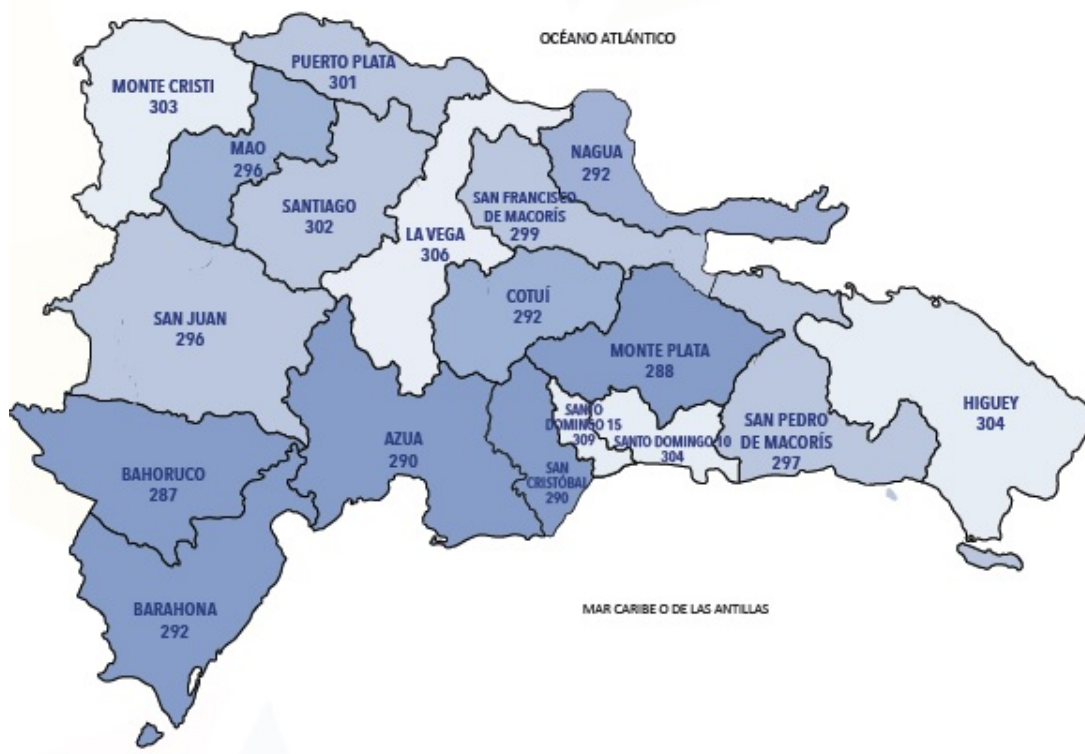 OCÉANO ATLÁNTICO
PUERTO PLATA
301
MONTE CRISTI
303
MAO
296
NAGUA
292
SANTIAGO
302
SAN FRANCISCO
DE MACORÍS
299
LA VEGA
306
SAN JUAN
296
COTUÍ
292
MONTE PLATA
288
HIGUEY
304
SANTO
DOMINGO 15
309
SANTO DOMINGO 10
304
SAN PEDRO
DE MACORÍS
297
AZUA
290
BAHORUCO
287
SAN
CRISTÓBAL
290
BARAHONA
292
MAR CARIBE O DE LAS ANTILLAS